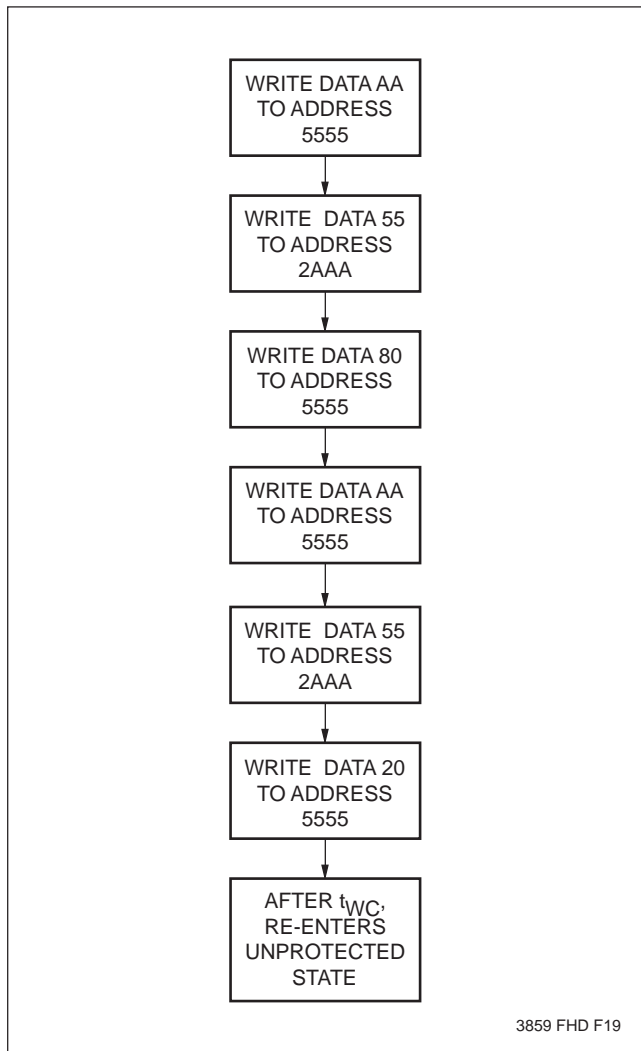 WRITE DATA AA
TO ADDRESS
5555
WRITE DATA 55
TO ADDRESS
2AAA
WRITE DATA 80
TO ADDRESS
5555
WRITE DATA AA
TO ADDRESS
5555
WRITE DATA 55
TO ADDRESS
2AAA
WRITE DATA 20
TO ADDRESS
5555
AFTER tWC,
RE-ENTERS
UNPROTECTED
STATE
3859 FHD F19